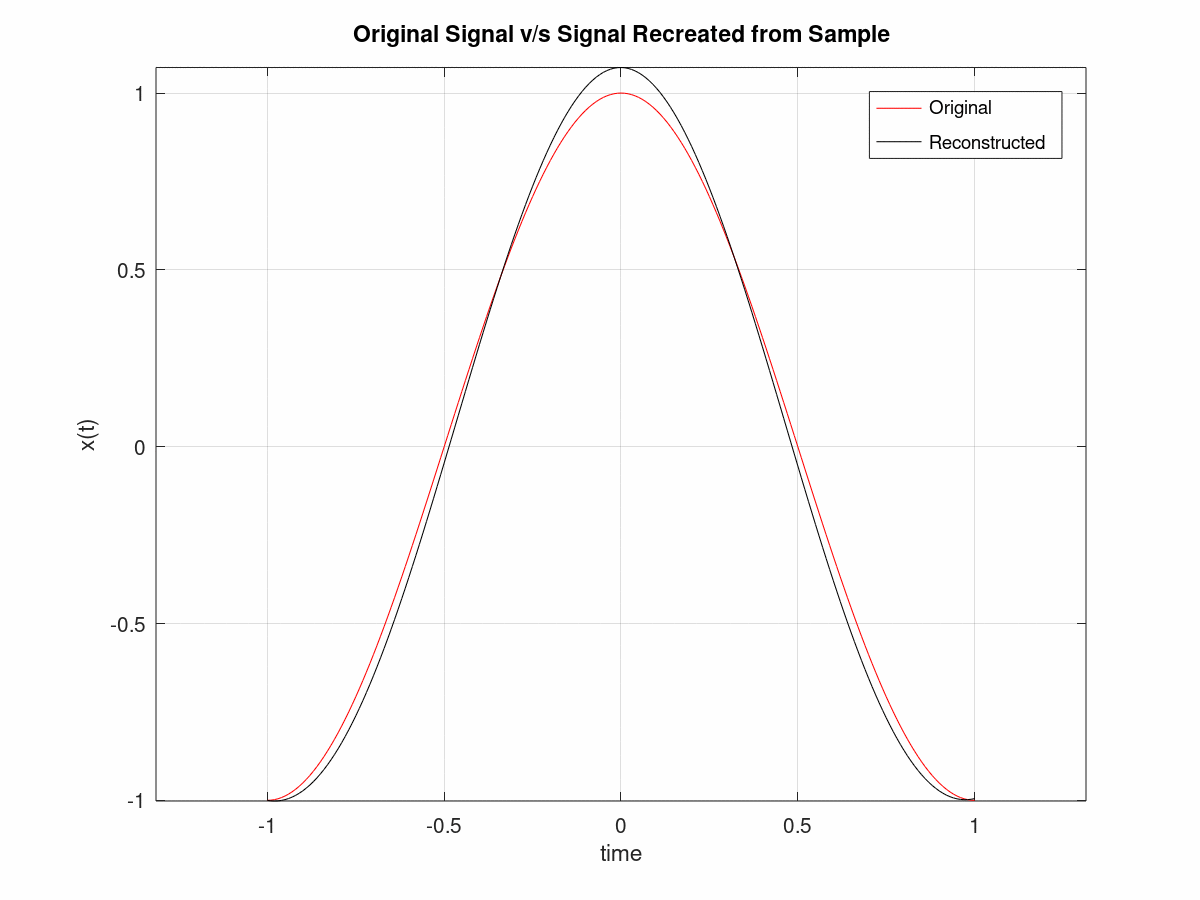 Original Signal v/s Signal Recreated from Sample
1
Original
Reconstructed
0.5
x(t)
0
-0.5
-1
-1 -0.5 0 0.5 1
time